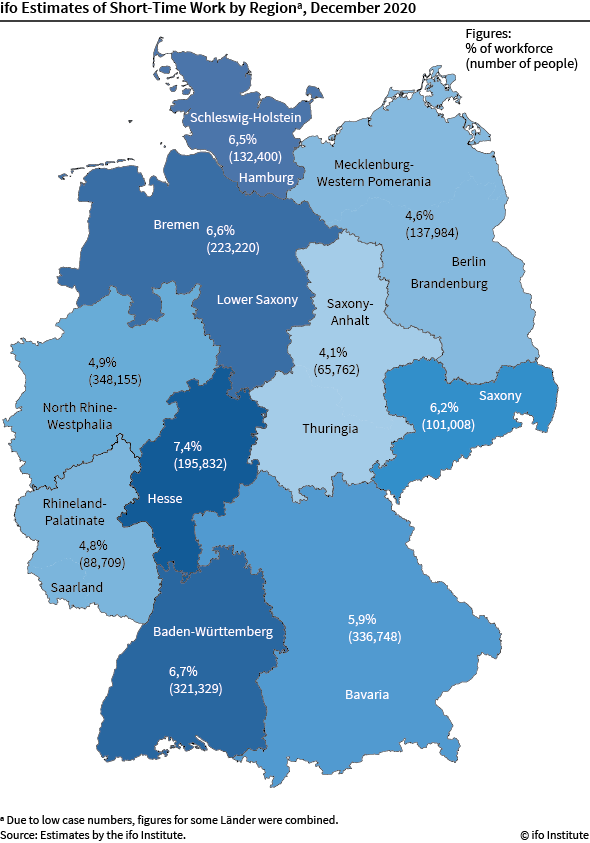 ifo Estimates of Short-Time Work by Regionᵃ, December 2020
Figures:
% of workforce
(number of people)
Schleswig-Holstein
6,5%
(132,400)
Hamburg
Mecklenburg-
Western Pomerania
4,6%
(137,984)
Berlin
Brandenburg
Bremen
6,6%
(223,220)
Lower Saxony
Saxony-
Anhalt
4,1%
(65,762)
Thuringia
4,9%
(348,155)
North Rhine-
Westphalia
Saxony
6,2%
(101,008)
7,4%
(195,832)
Hesse
Rhineland-
Palatinate
4,8%
(88,709)
Saarland
5,9%
(336,748)
Bavaria
Baden-Württemberg
6,7%
(321,329)
ᵃ Due to low case numbers, figures for some Länder were combined.
Source: Estimates by the ifo Institute.
© ifo Institute